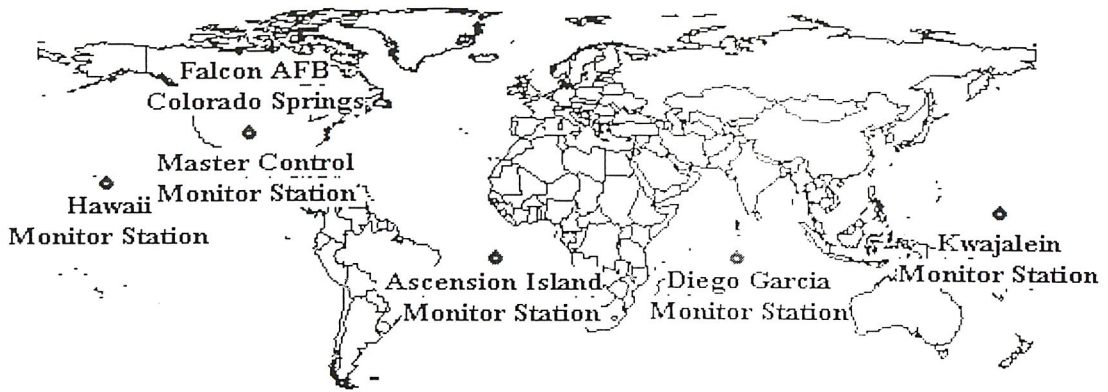 Falcon AFB
Colorado Springs
Master Control
Monitor Station
Hawaii
Monitor Station
Ascension Island
Monitor Station
Diego Garcia
Monitor Station
Kwajalein
Monitor Station